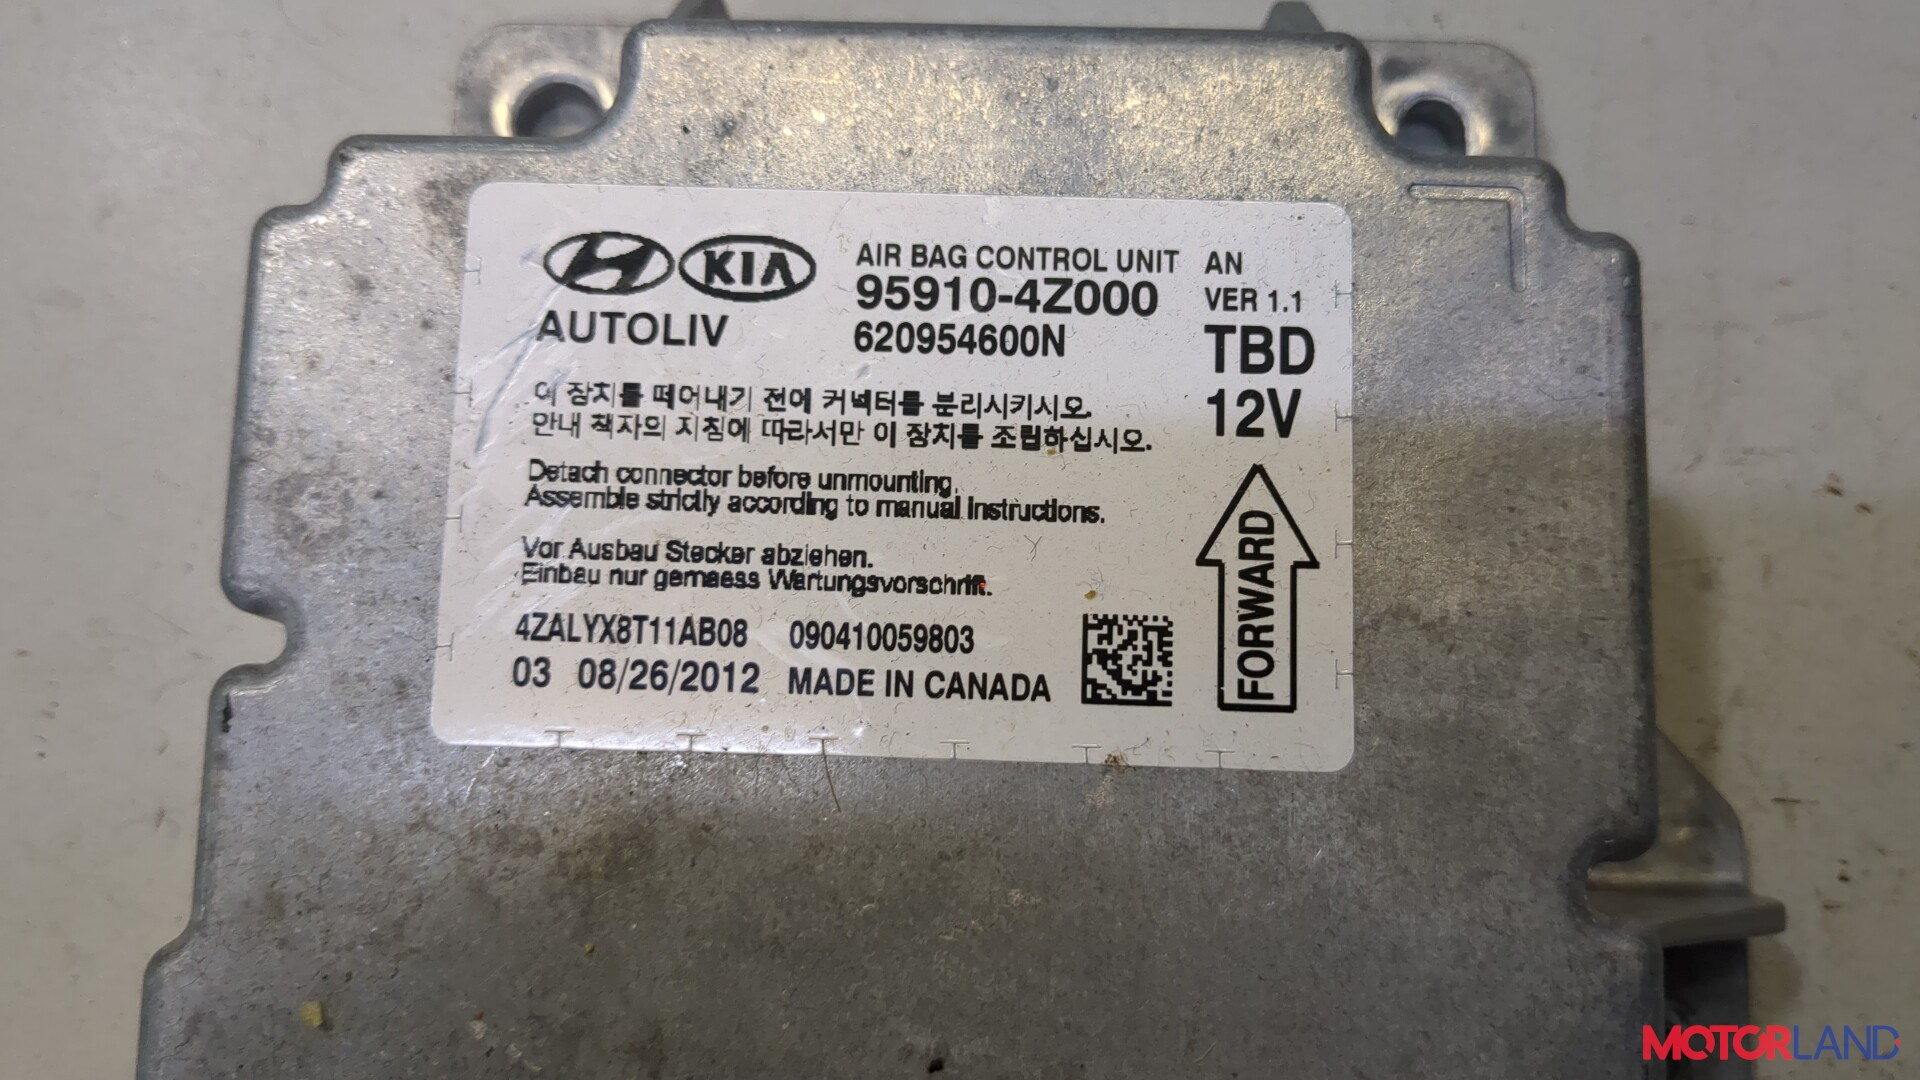 KIA
AUTOLIV
AIR BAG CONTROL UNIT
95910-4Z000
620954600N
AN
VER 1.1
TBD
12V
이 장치를 떼어내기 전에 커넥터를 분리시키시오.
안내 책자의 지침에 따라서만 이 장치를 조립하십시오.
Detach connector before unmounting.
Assemble strictly according to manual instructions.
Vor Ausbau Stecker abziehen.
Einbau nur gemaess Wartungsvorschrift.
4ZALYX8T11AB08 090410059803
03 08/26/2012 MADE IN CANADA
FORWARD
MOTORLAND